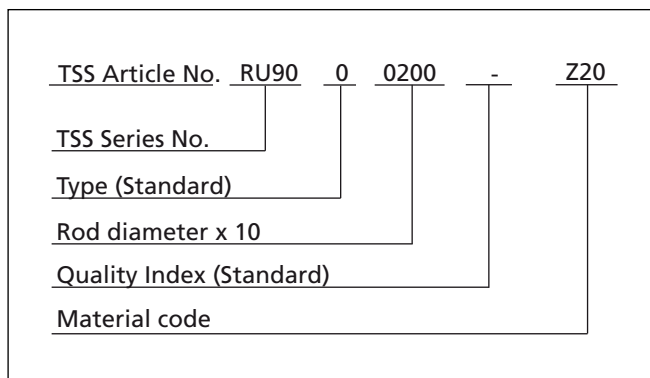 TSS Article No. RU90 0 0200 - Z20
TSS Series No.
Type (Standard)
Rod diameter x 10
Quality Index (Standard)
Material code